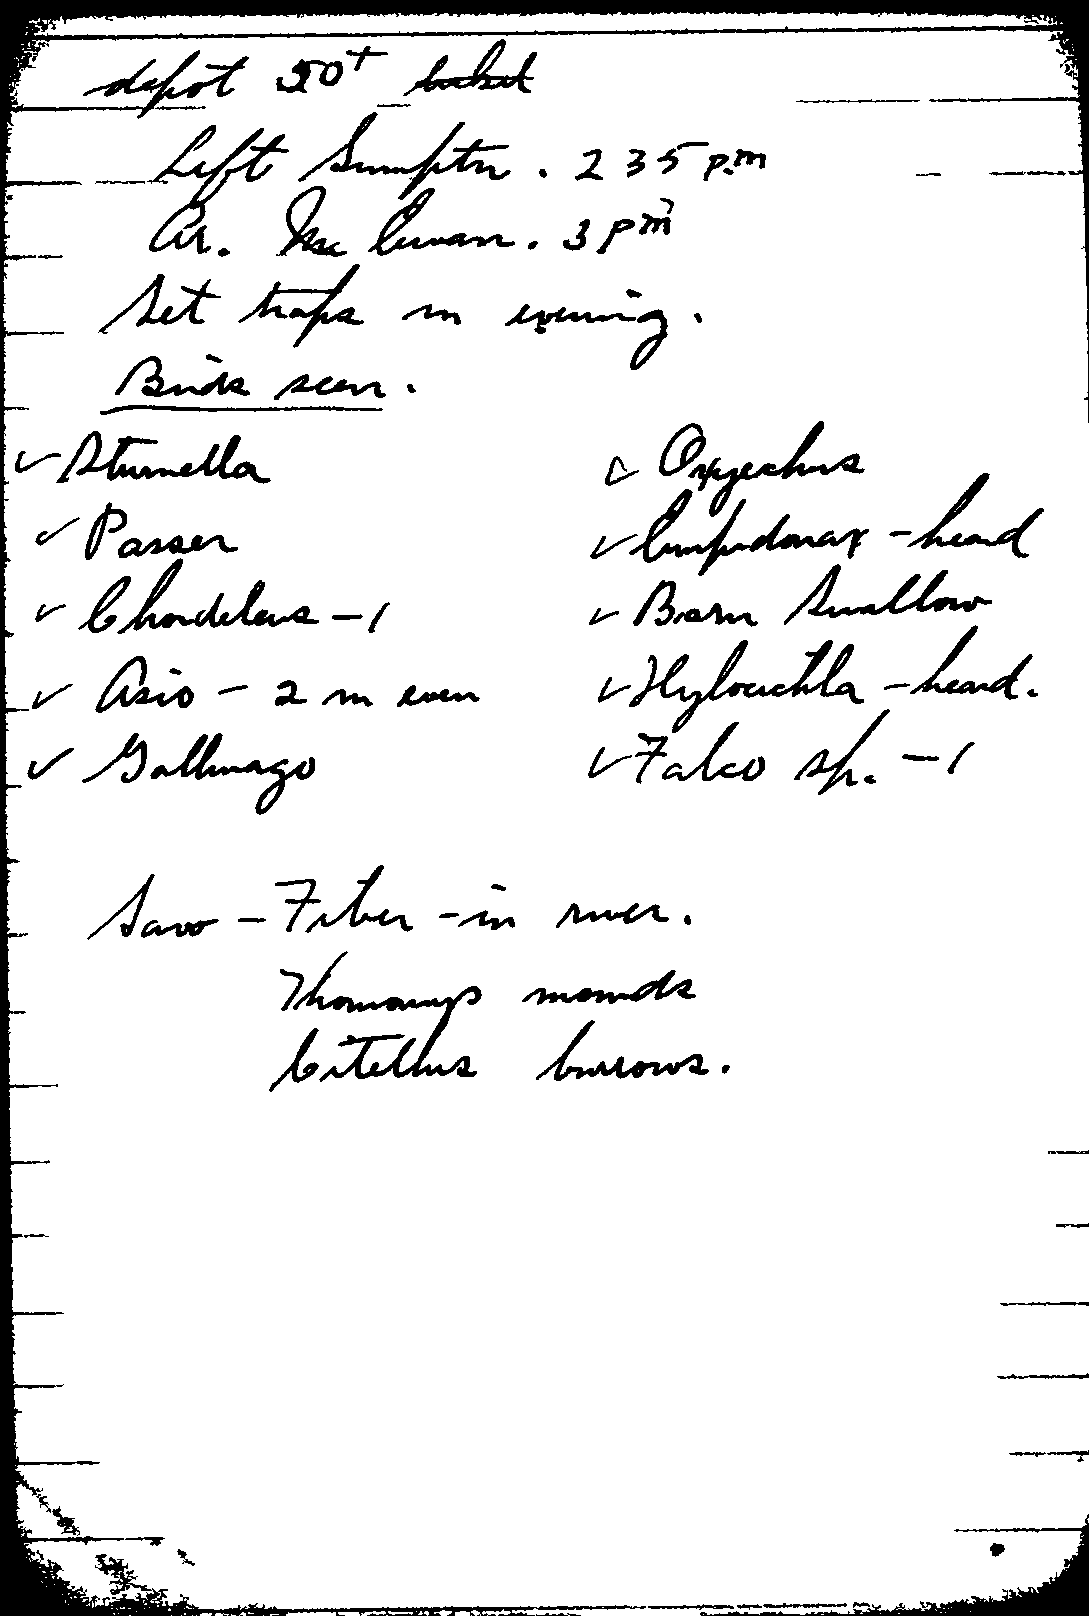 depot 50+ ticket
Left Sumpter. 2 35 p.m
Ar. McEwan. 3 pm
Set traps in evening.
Birds seen.
✓ Sturnella
✓ Passer
✓ Chordeleus - 1
✓ Asio - 2 in even
✓ Gallinago
✓ Oxyechus
✓ Empidonax - heard
✓ Barn Swallow
✓ Hylocichla - heard.
✓ Falco sp. - 1
Saw - Fiber - in river.
Thomomys mounds
Citellus burrows.